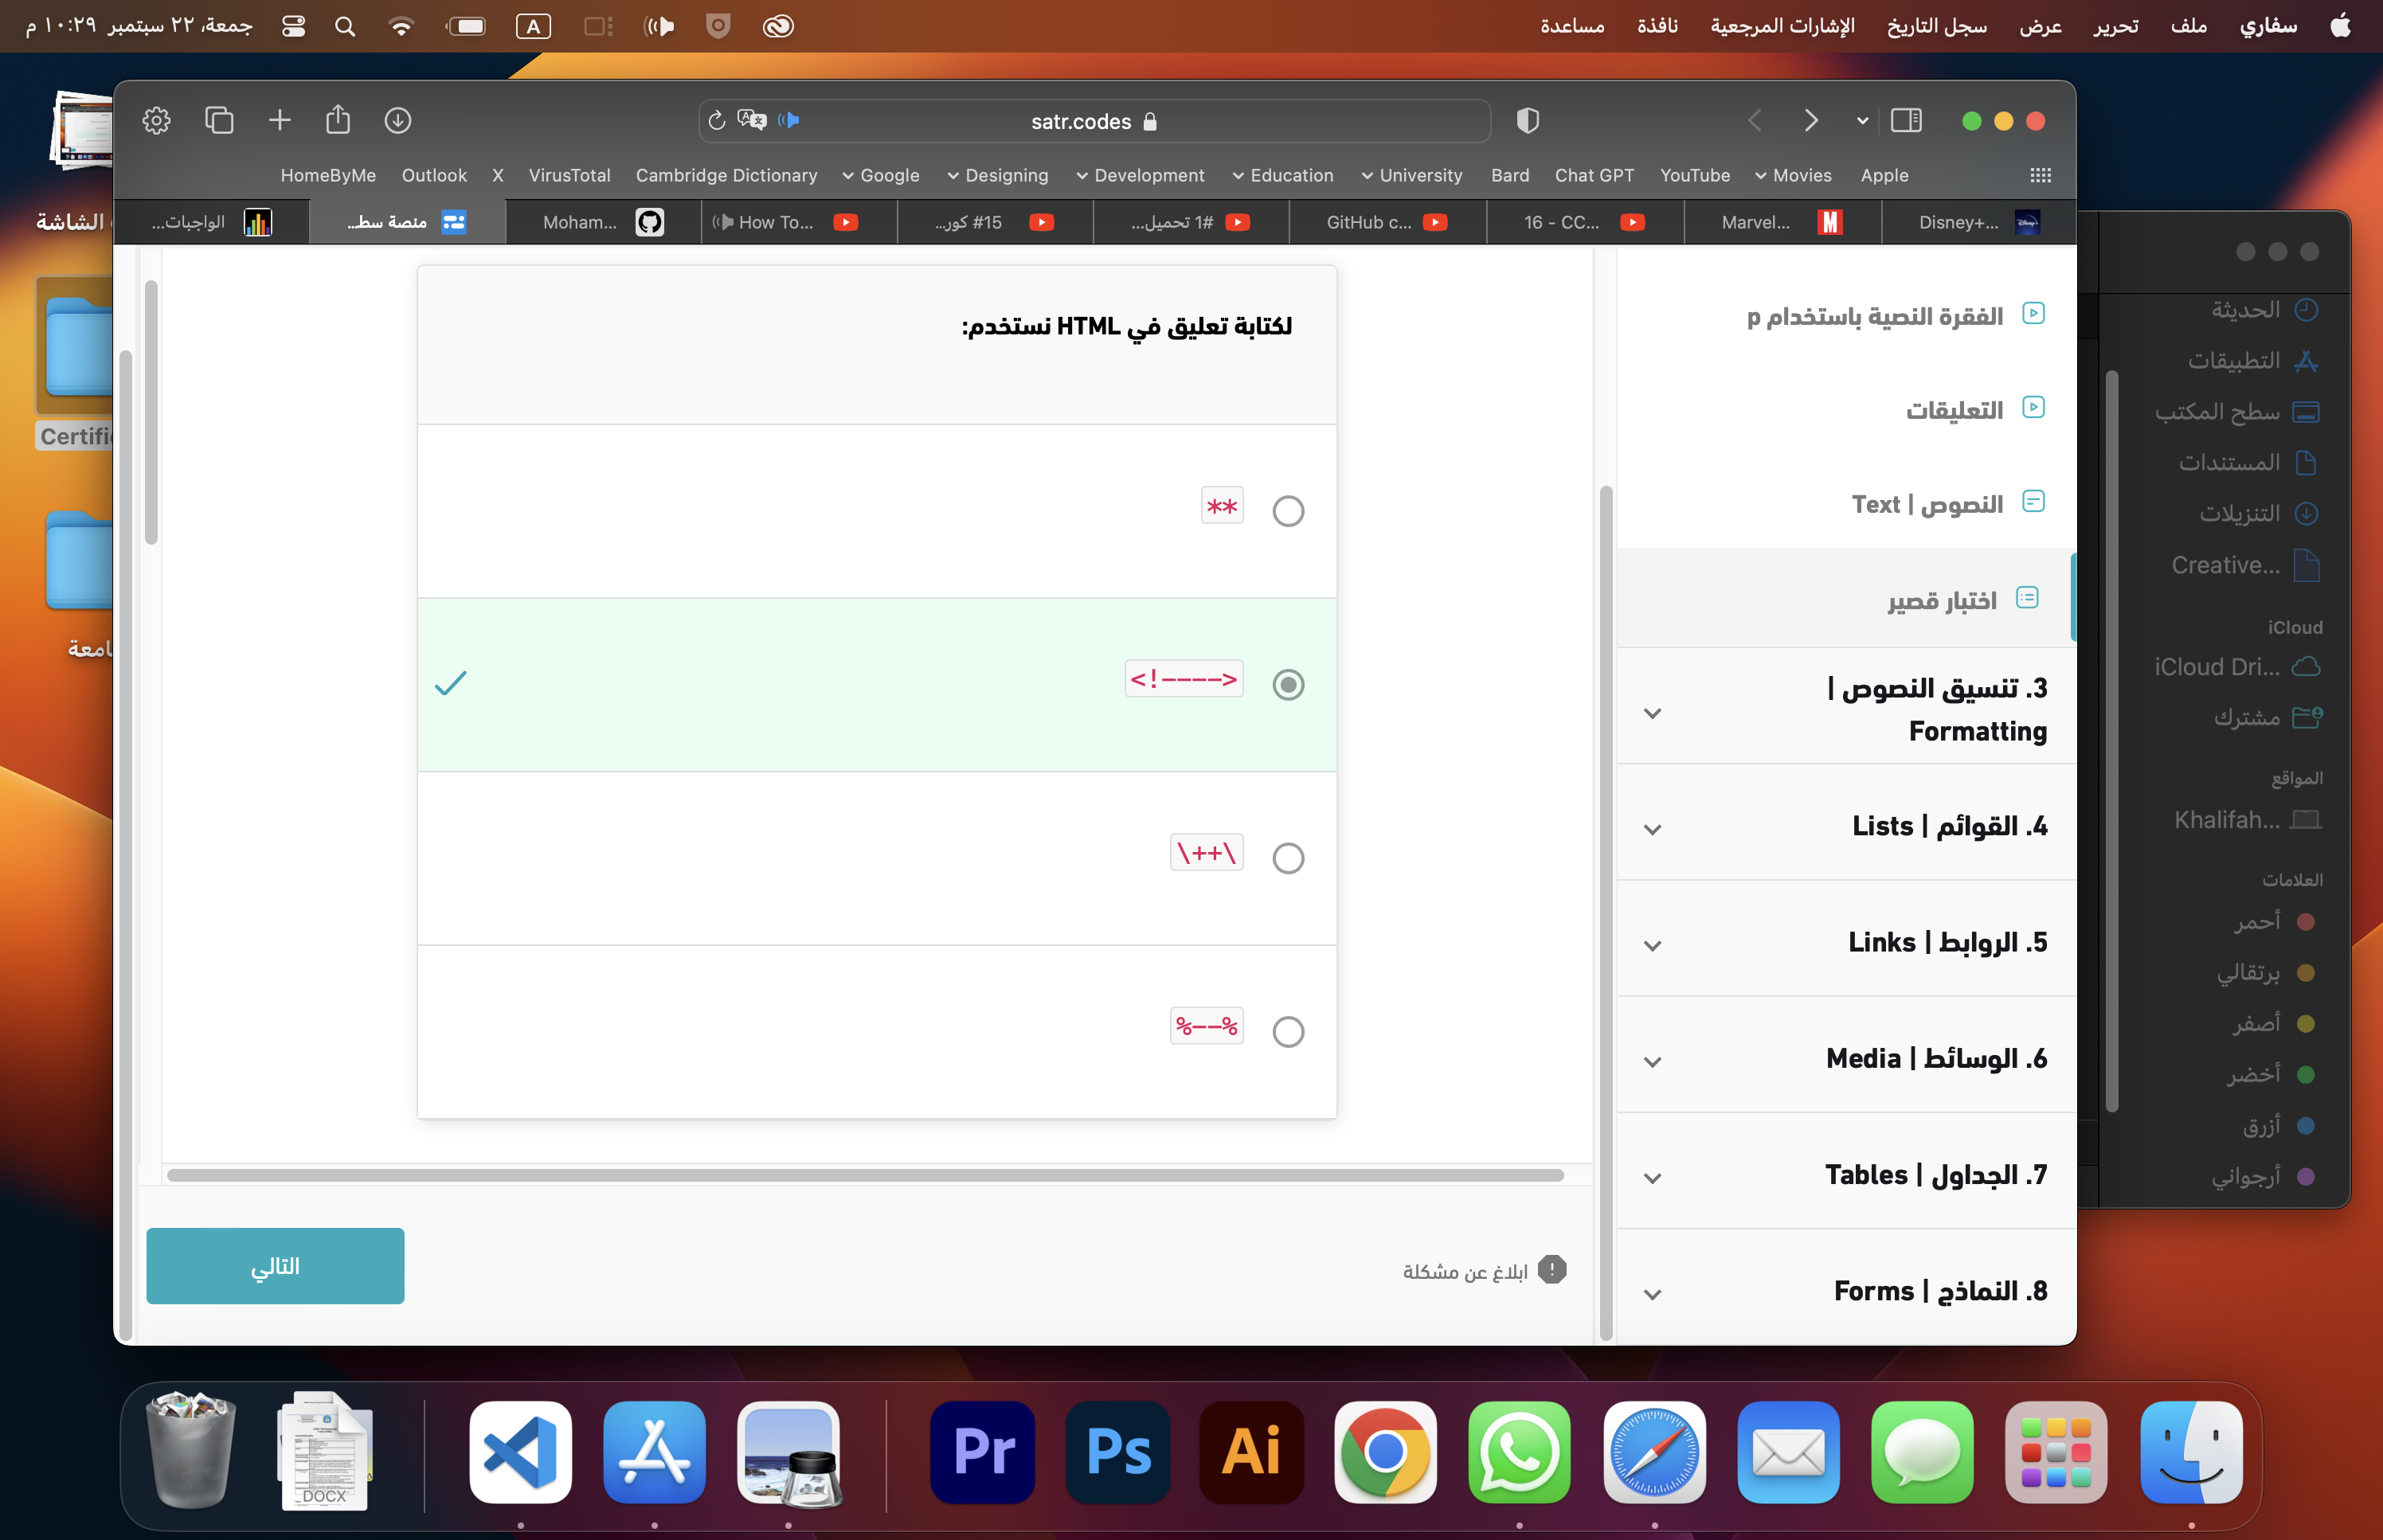 سفاري
ملف
تحرير
عرض
سجل التاريخ
الإشارات المرجعية
نافذة
مساعدة
A
جمعة، ٢٢ سبتمبر ١٠:٢٩ م
satr.codes
HomeByMe
Outlook
X
VirusTotal
Cambridge Dictionary
Google
Designing
Development
Education
University
Bard
Chat GPT
YouTube
Movies
Apple
الواجبات...
منصة سط...
Moham...
How To...
#15 كور...
#1 تحميل...
GitHub c...
16 - CC...
Marvel...
Disney+...
الفقرة النصية باستخدام p
التعليقات
النصوص | Text
اختبار قصير
3. تنسيق النصوص |
Formatting
4. القوائم | Lists
5. الروابط | Links
6. الوسائط | Media
7. الجداول | Tables
8. النماذج | Forms
لكتابة تعليق في HTML نستخدم:
**
<!---->
\++\
%--%
ابلاغ عن مشكلة
التالي
الحديثة
التطبيقات
سطح المكتب
المستندات
التنزيلات
Creative...
iCloud
iCloud Dri...
مشترك
المواقع
Khalifah...
العلامات
أحمر
برتقالي
أصفر
أخضر
أزرق
أرجواني
الشاشة
Certifi
امعة
DOCX
Pr
Ps
Ai